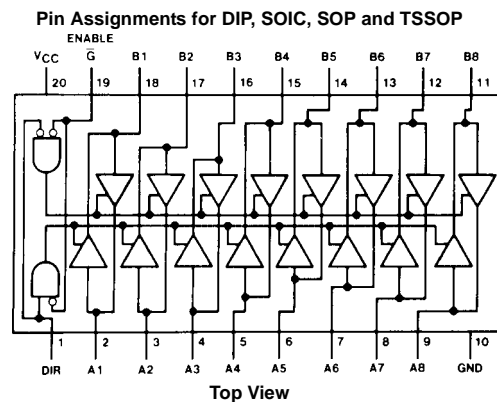 Pin Assignments for DIP, SOIC, SOP and TSSOP
ENABLE
VCC G B1 B2 B3 B4 B5 B6 B7 B8
20 19 18 17 16 15 14 13 12 11
1 2 3 4 5 6 7 8 9 10
DIR A1 A2 A3 A4 A5 A6 A7 A8 GND
Top View